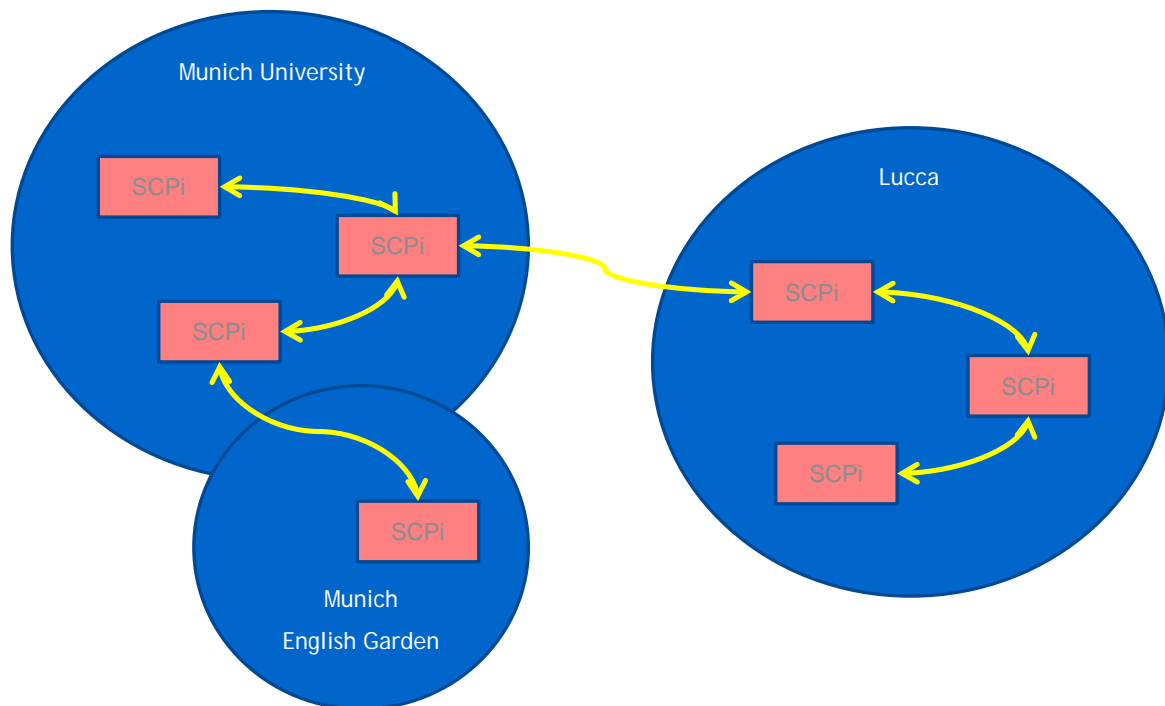 Munich University
Lucca
SCPi
SCPi
SCPi
SCPi
SCPi
SCPi
SCPi
Munich
English Garden